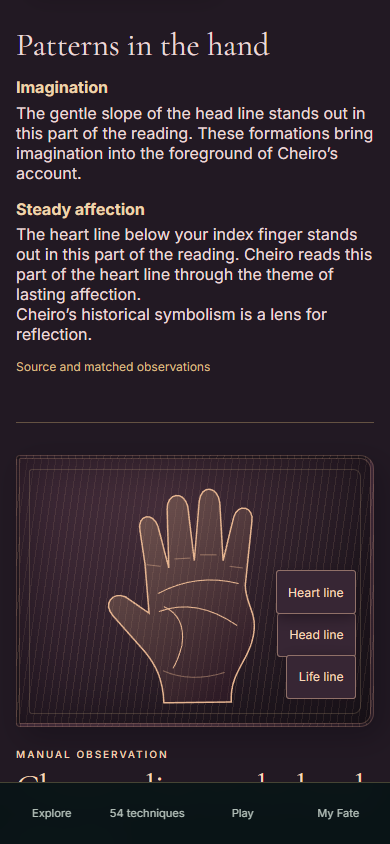 Patterns in the hand
Imagination
The gentle slope of the head line stands out in
this part of the reading. These formations bring
imagination into the foreground of Cheiro’s
account.
Steady affection
The heart line below your index finger stands
out in this part of the reading. Cheiro reads this
part of the heart line through the theme of
lasting affection.
Cheiro’s historical symbolism is a lens for
reflection.
Source and matched observations
Heart line
Head line
Life line
MANUAL OBSERVATION
Explore
54 techniques
Play
My Fate